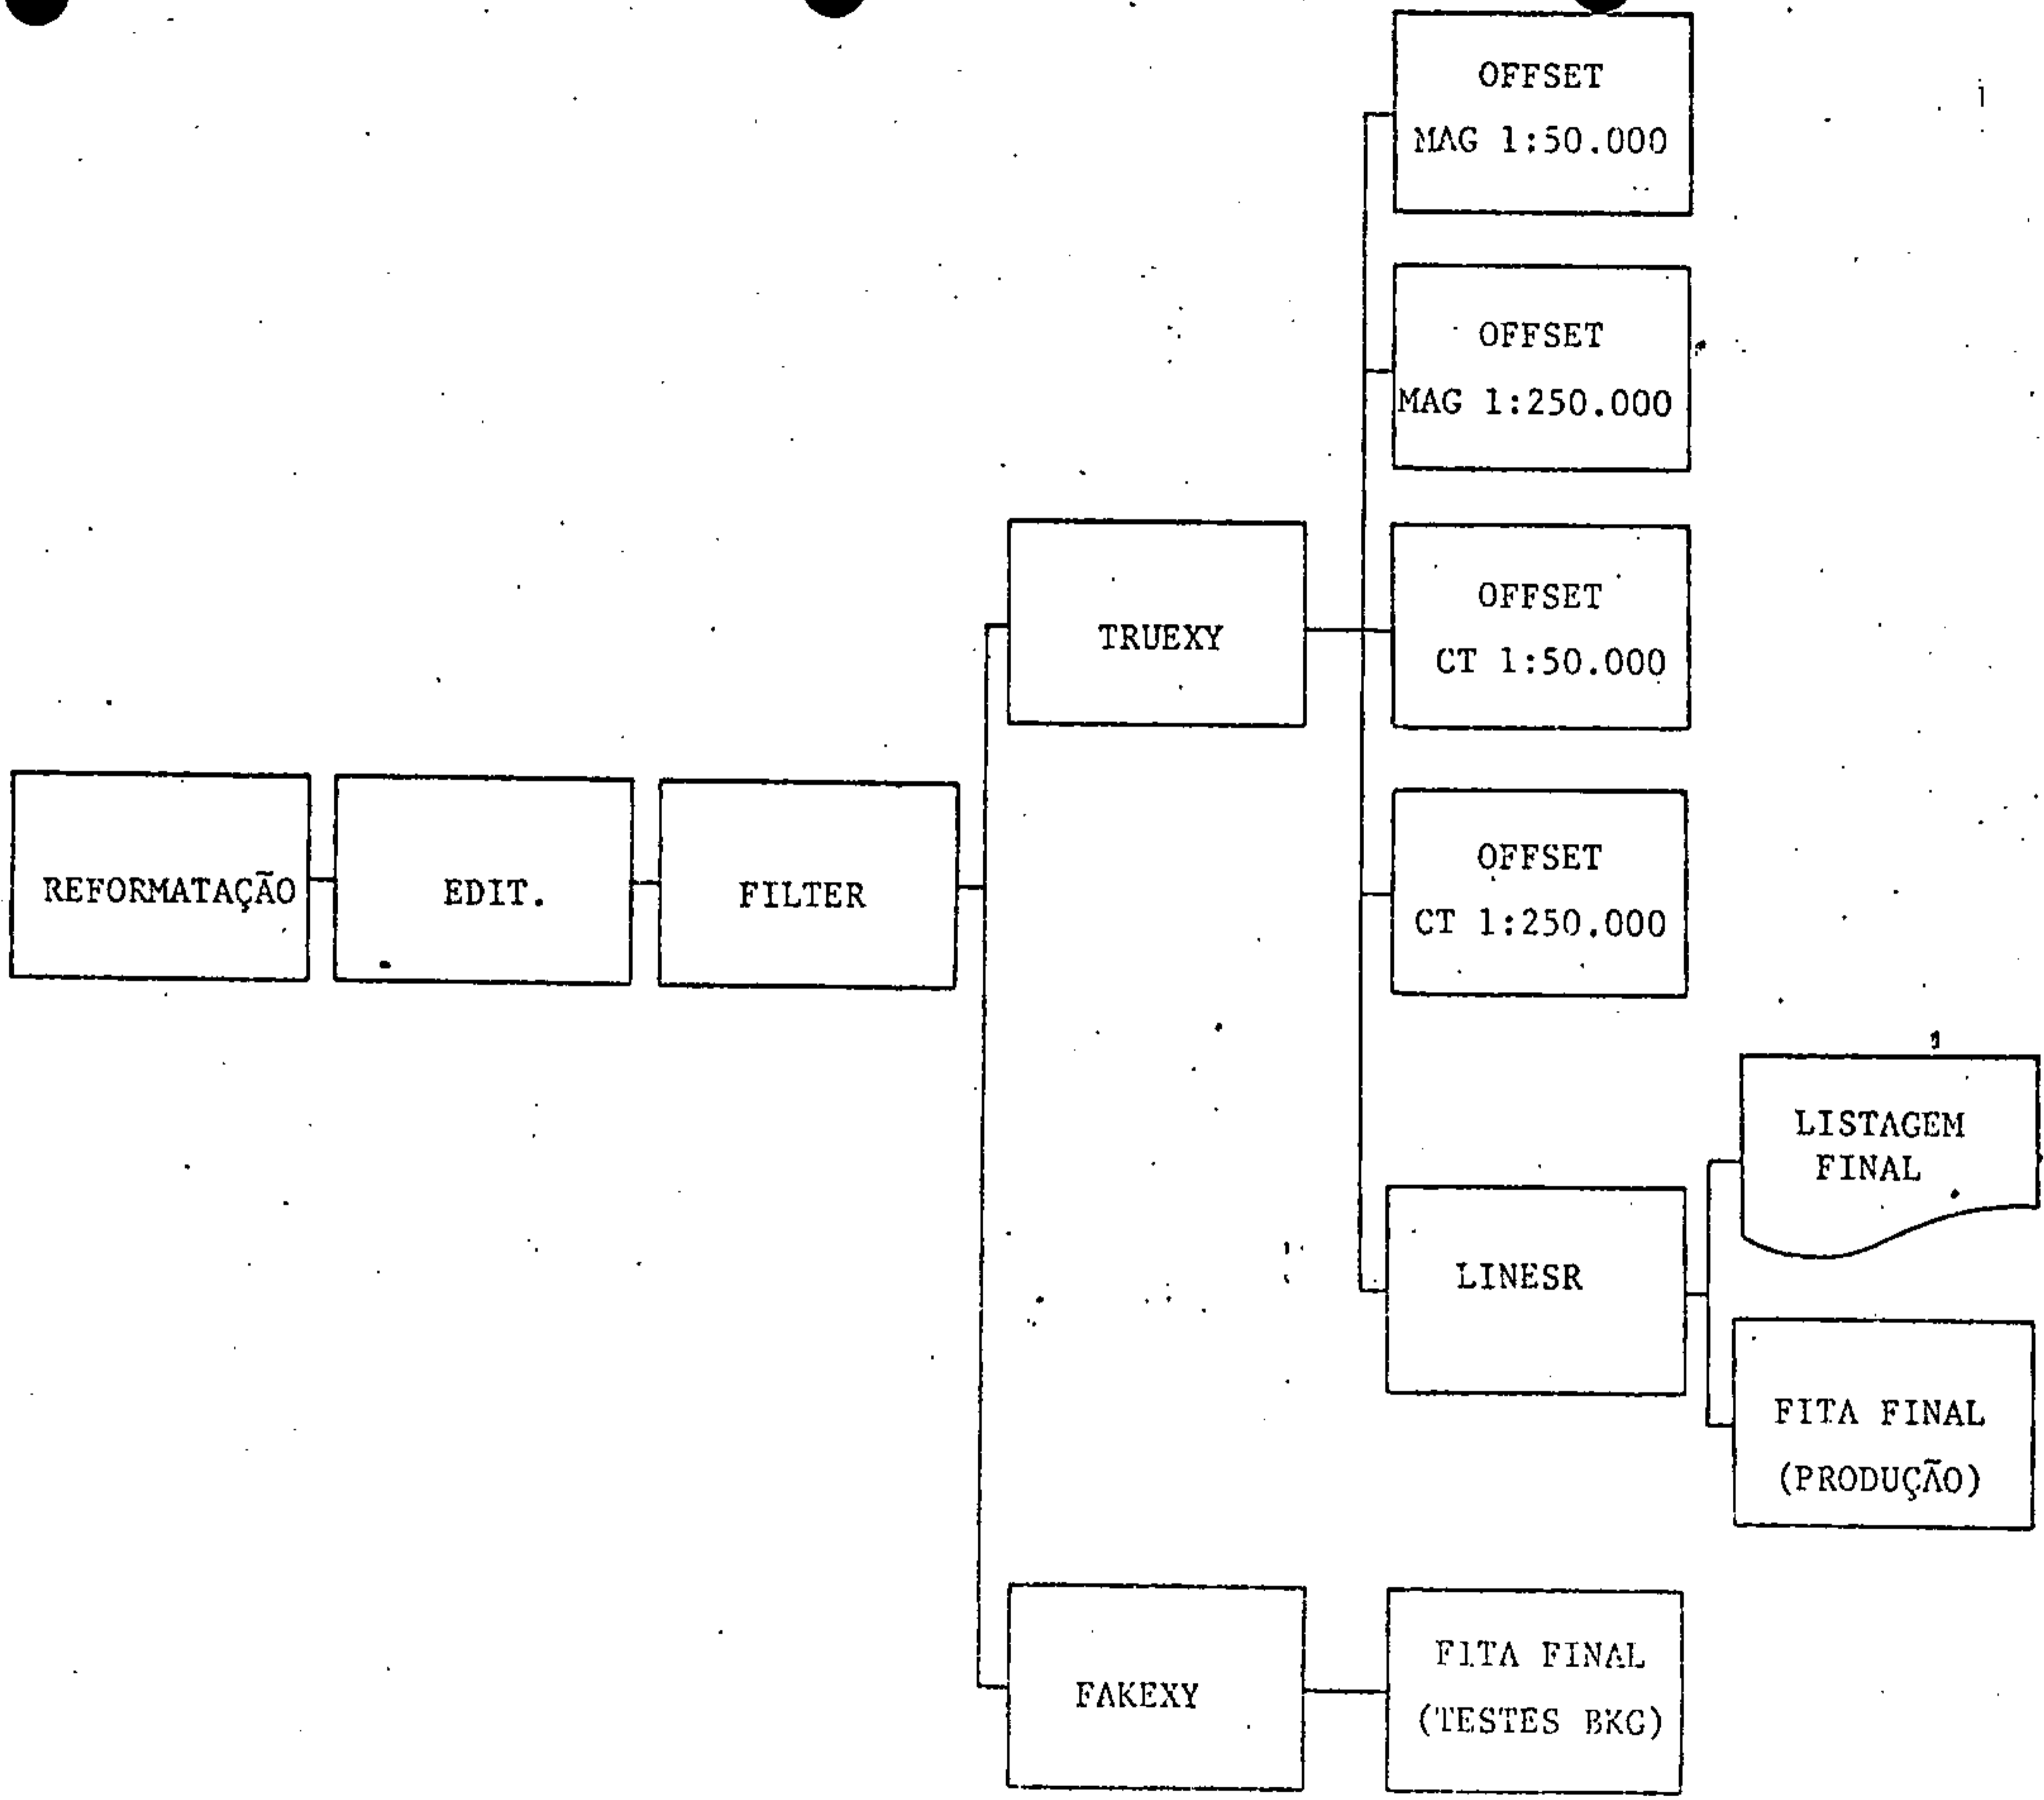 OFFSET
MAG 1:50.000
OFFSET
MAG 1:250.000
TRUEXY
OFFSET
CT 1:50.000
OFFSET
CT 1:250.000
REFORMATAÇÃO
EDIT.
FILTER
LISTAGEM
FINAL
LINESR
FITA FINAL
(PRODUÇÃO)
FAKEXY
FITA FINAL
(TESTES BKG)